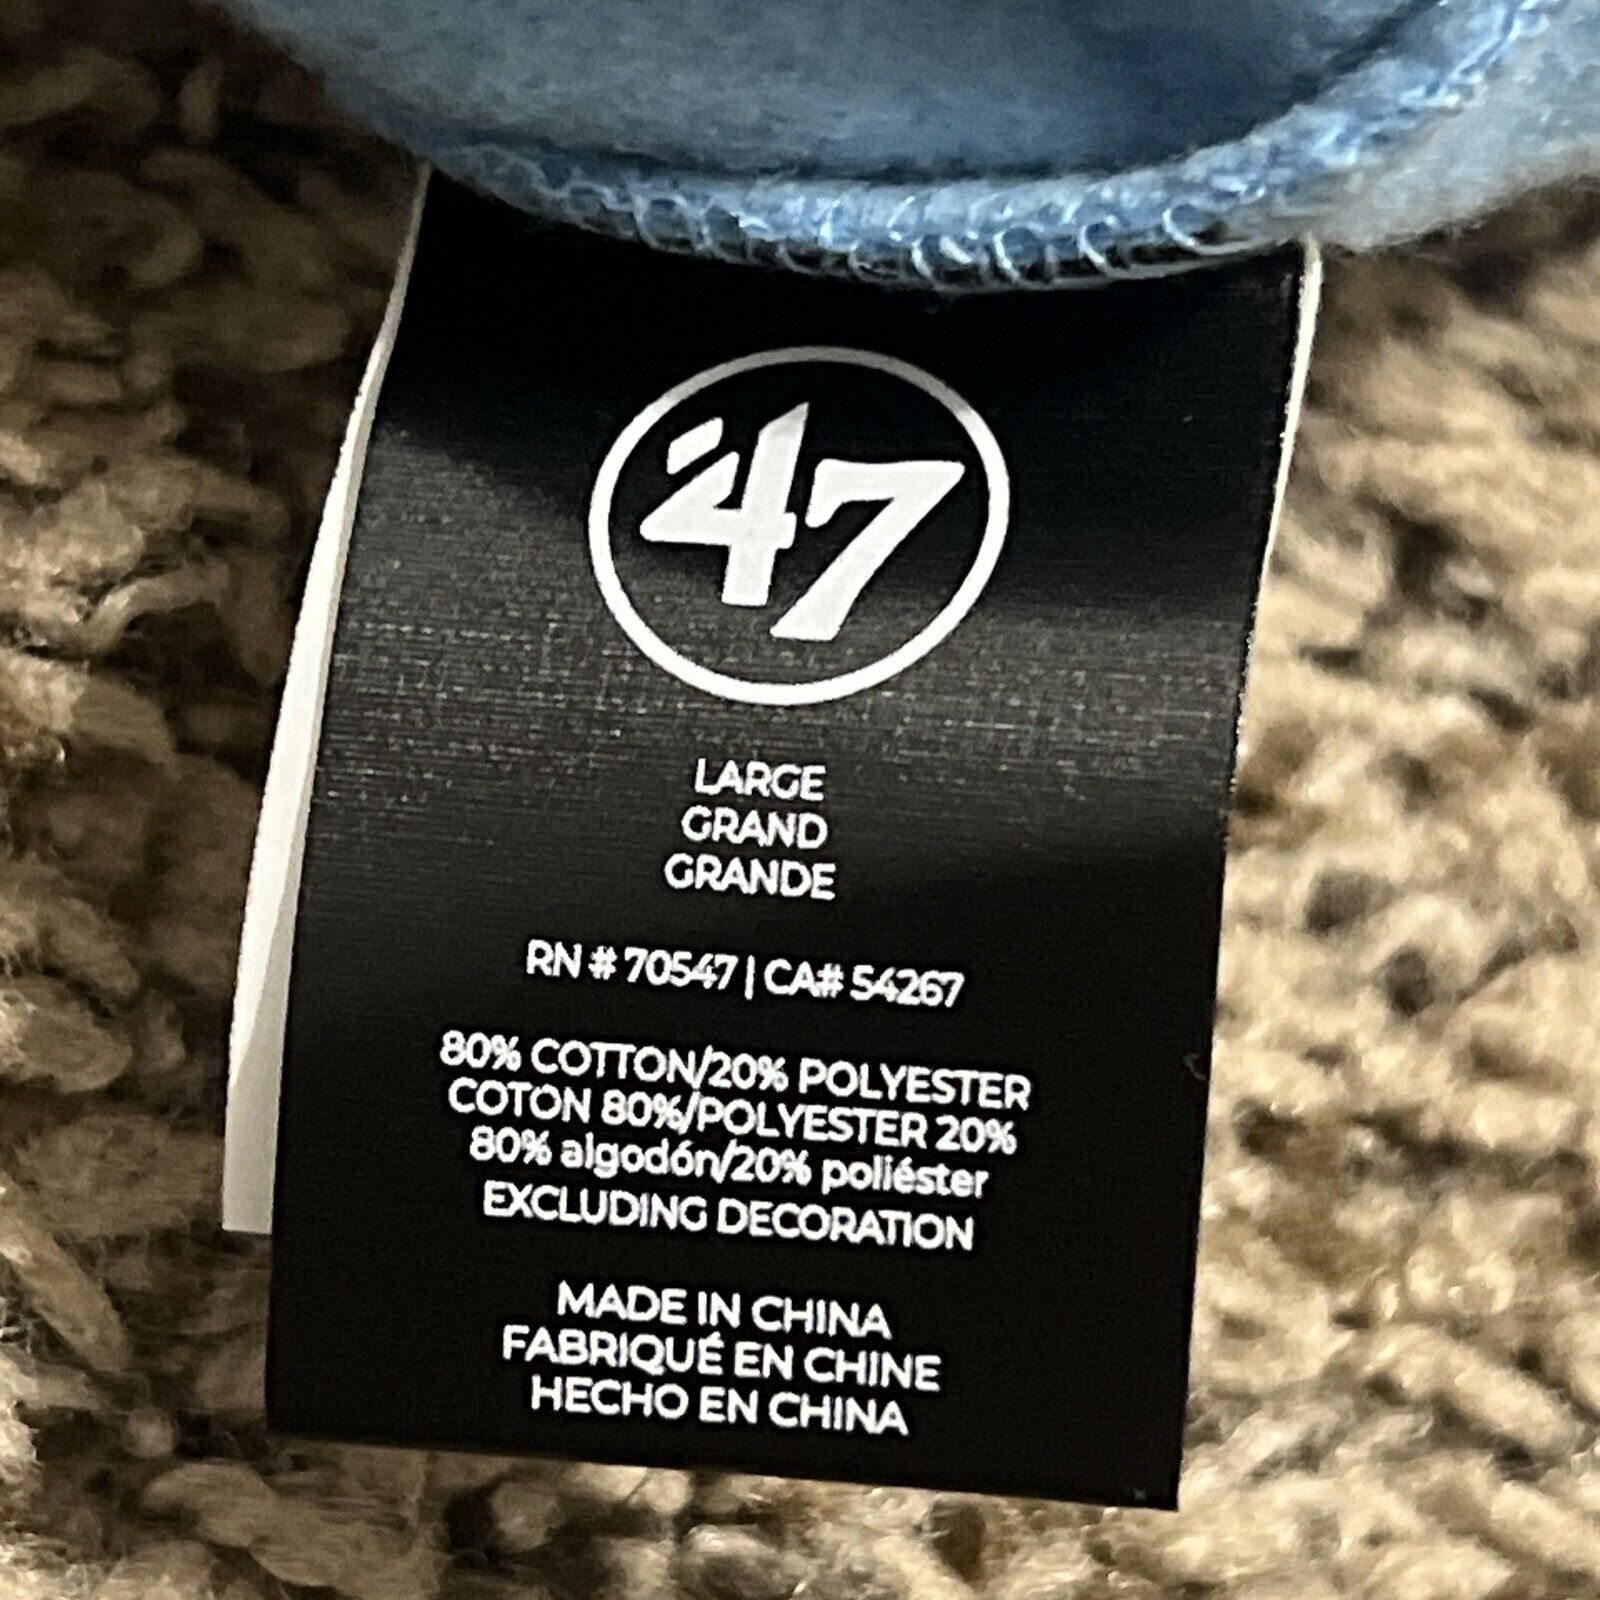 '47
LARGE
GRAND
GRANDE
RN # 70547 | CA# 54267
80% COTTON/20% POLYESTER
COTON 80%/POLYESTER 20%
80% algodón/20% poliéster
EXCLUDING DECORATION
MADE IN CHINA
FABRIQUÉ EN CHINE
HECHO EN CHINA